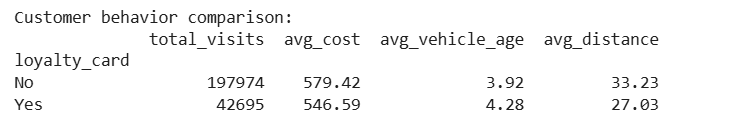 Customer behavior comparison:
total_visits avg_cost avg_vehicle_age avg_distance
loyalty_card
No 197974 579.42 3.92 33.23
Yes 42695 546.59 4.28 27.03